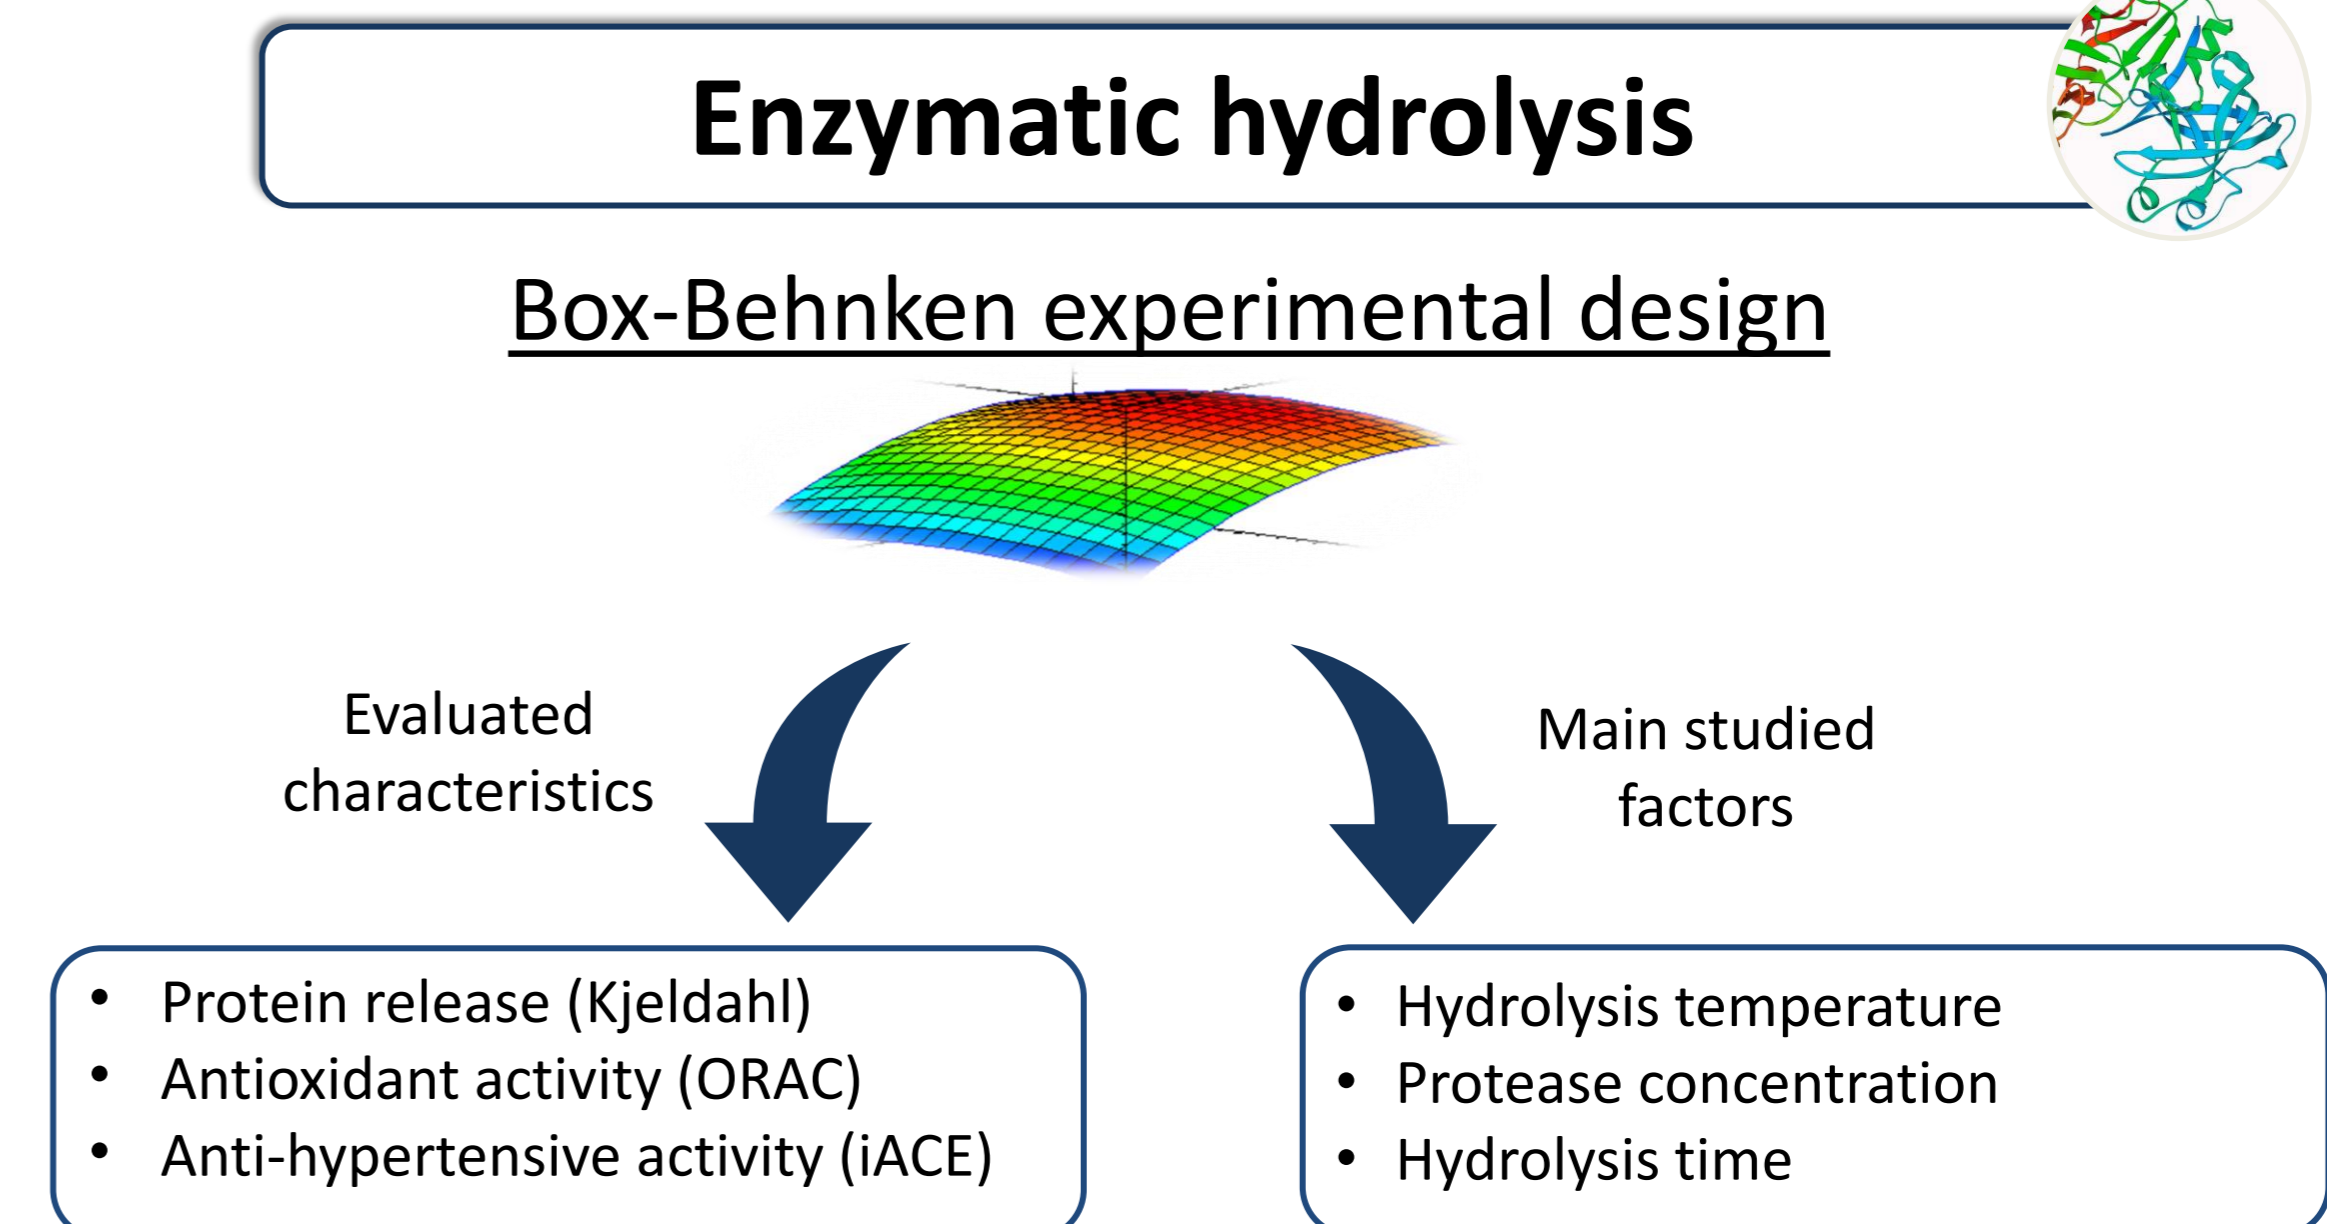 Enzymatic hydrolysis
Box-Behnken experimental design
Evaluated
characteristics
Main studied
factors
• Protein release (Kjeldahl)
• Antioxidant activity (ORAC)
• Anti-hypertensive activity (iACE)
• Hydrolysis temperature
• Protease concentration
• Hydrolysis time